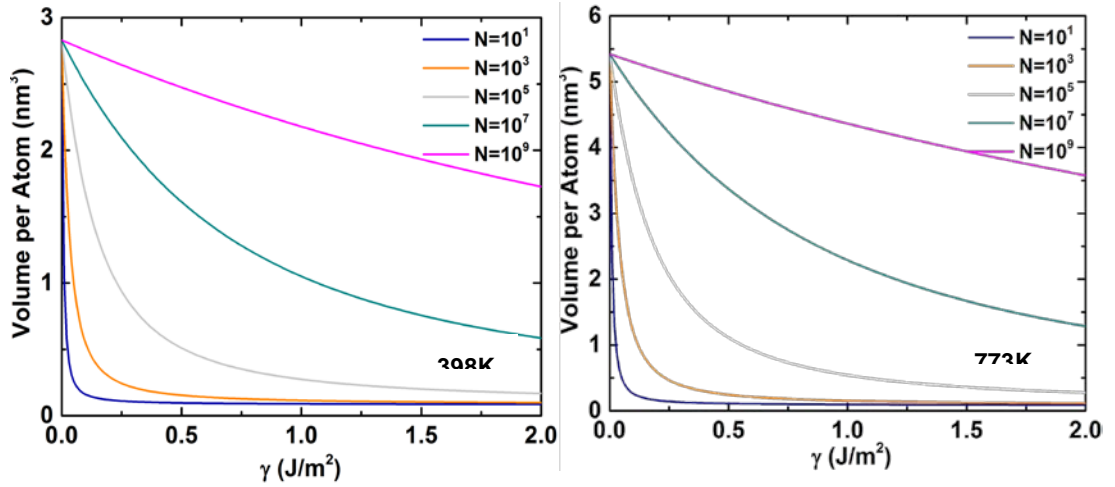 Volume per Atom (nm³)
3
2
1
0
N=10¹
N=10³
N=10⁵
N=10⁷
N=10⁹
398K
0.0 0.5 1.0 1.5 2.0
γ (J/m²)
Volume per Atom (nm³)
6
5
4
3
2
1
0
N=10¹
N=10³
N=10⁵
N=10⁷
N=10⁹
773K
0.0 0.5 1.0 1.5 2.0
γ (J/m²)